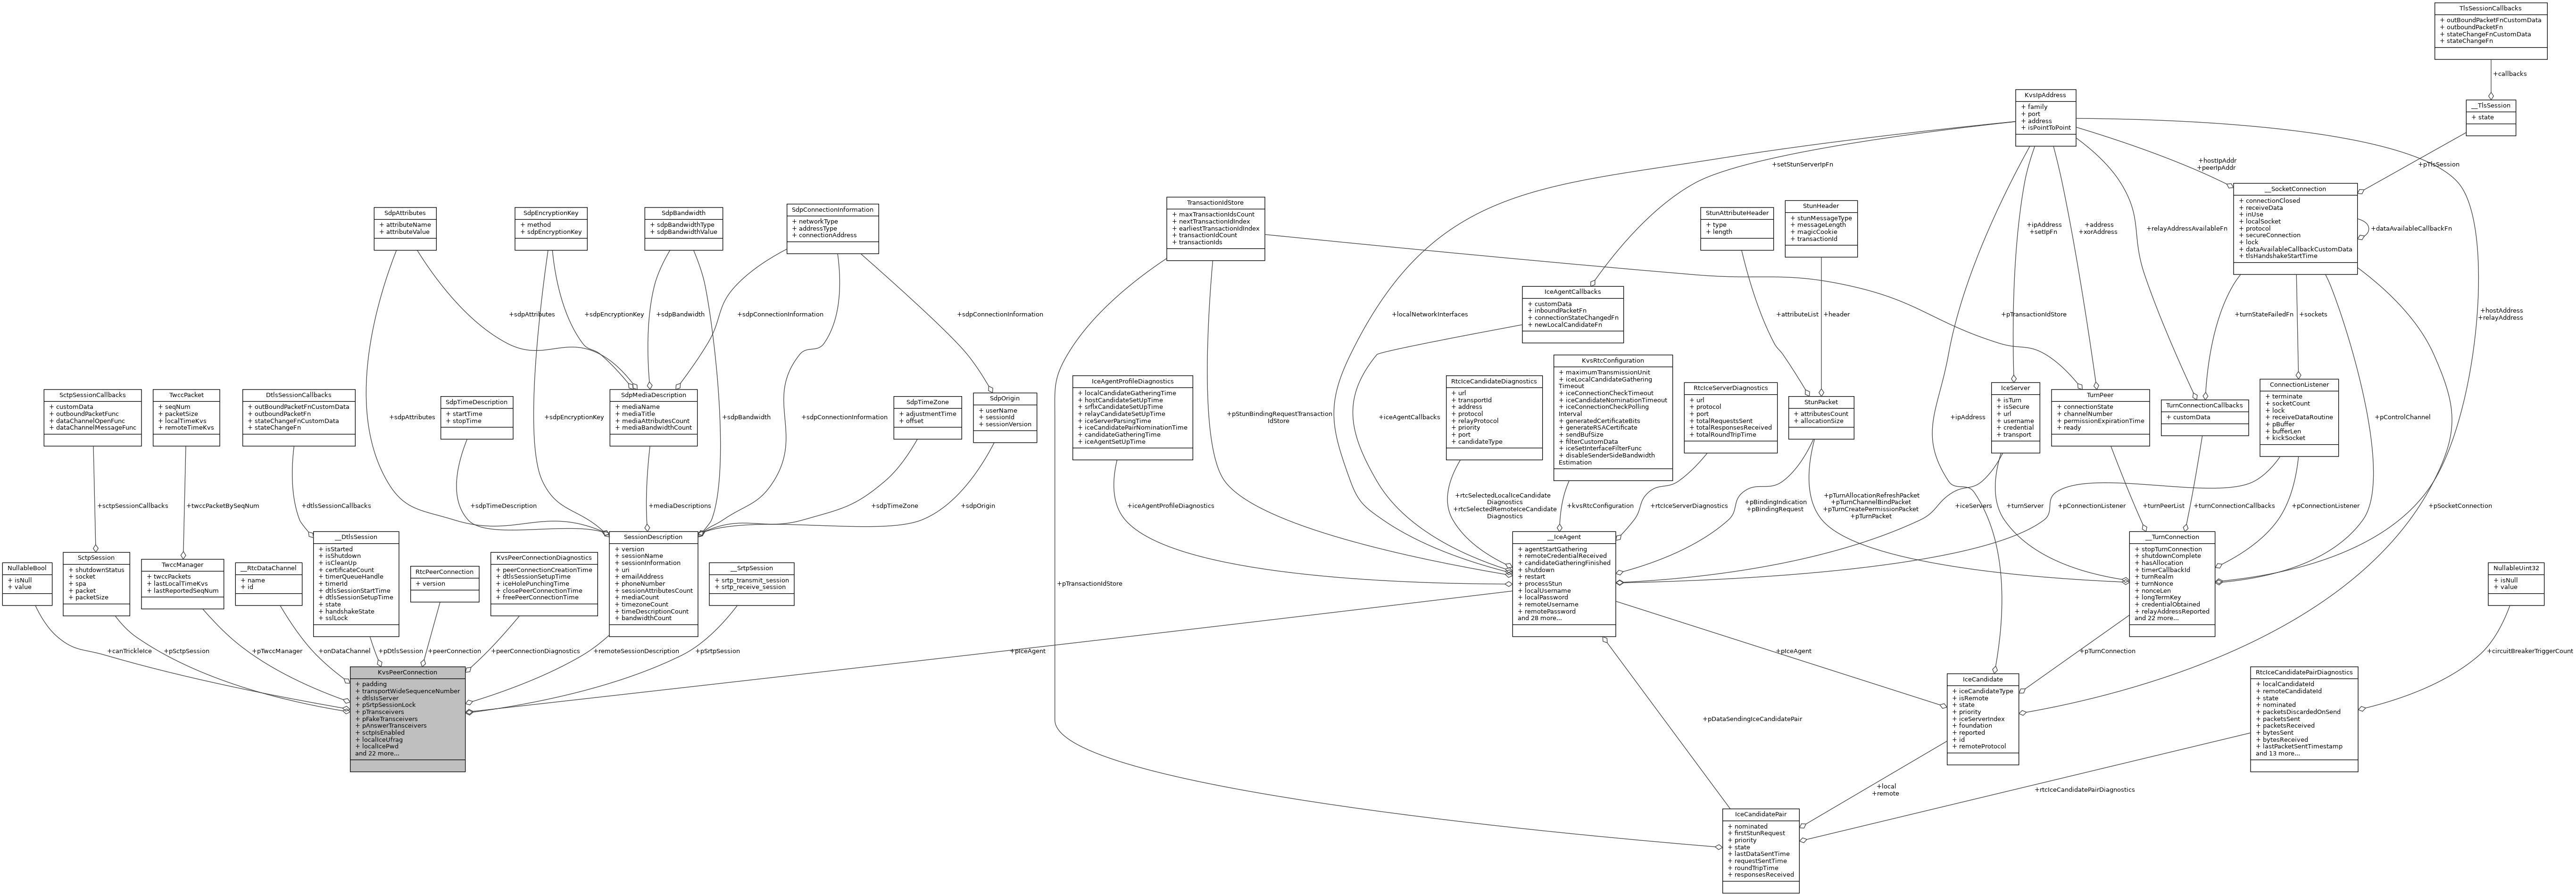 TlsSessionCallbacks
+ outBoundPacketFnCustomData
+ outboundPacketFn
+ stateChangeFnCustomData
+ stateChangeFn
+callbacks
KvsIpAddress
+ family
+ port
+ address
+ isPointToPoint
__TlsSession
+ state
+setStunServerIpFn
+hostIpAddr
+peerIpAddr
+pTlsSession
__SocketConnection
+ connectionClosed
+ receiveData
+ inUse
+ localSocket
+ protocol
+ secureConnection
+ lock
+ dataAvailableCallbackCustomData
+ tlsHandshakeStartTime
+dataAvailableCallbackFn
SdpAttributes
+ attributeName
+ attributeValue
SdpEncryptionKey
+ method
+ sdpEncryptionKey
SdpBandwidth
+ sdpBandwidthType
+ sdpBandwidthValue
SdpConnectionInformation
+ networkType
+ addressType
+ connectionAddress
TransactionIdStore
+ maxTransactionIdsCount
+ nextTransactionIdIndex
+ earliestTransactionIdIndex
+ transactionIdCount
+ transactionIds
StunAttributeHeader
+ type
+ length
StunHeader
+ stunMessageType
+ messageLength
+ magicCookie
+ transactionId
+ipAddress
+setIpFn
+address
+xorAddress
+relayAddressAvailableFn
IceAgentCallbacks
+ customData
+ inboundPacketFn
+ connectionStateChangedFn
+ newLocalCandidateFn
+sdpAttributes
+sdpEncryptionKey
+sdpBandwidth
+sdpConnectionInformation
+sdpConnectionInformation
+localNetworkInterfaces
+attributeList
+header
+pTransactionIdStore
+turnStateFailedFn
+sockets
+hostAddress
+relayAddress
SctpSessionCallbacks
+ customData
+ outboundPacketFunc
+ dataChannelOpenFunc
+ dataChannelMessageFunc
TwccPacket
+ seqNum
+ packetSize
+ localTimeKvs
+ remoteTimeKvs
DtlsSessionCallbacks
+ outBoundPacketFnCustomData
+ outboundPacketFn
+ stateChangeFnCustomData
+ stateChangeFn
+sdpAttributes
SdpTimeDescription
+ startTime
+ stopTime
+sdpEncryptionKey
SdpMediaDescription
+ mediaName
+ mediaTitle
+ mediaAttributesCount
+ mediaBandwidthCount
+sdpBandwidth
+sdpConnectionInformation
SdpTimeZone
+ adjustmentTime
+ offset
SdpOrigin
+ userName
+ sessionId
+ sessionVersion
IceAgentProfileDiagnostics
+ localCandidateGatheringTime
+ hostCandidateSetUpTime
+ srflxCandidateSetUpTime
+ relayCandidateSetUpTime
+ iceServerParsingTime
+ iceCandidatePairNominationTime
+ candidateGatheringTime
+ iceAgentSetUpTime
+pStunBindingRequestTransaction
IdStore
+iceAgentCallbacks
RtcIceCandidateDiagnostics
+ url
+ transportId
+ address
+ protocol
+ relayProtocol
+ priority
+ port
+ candidateType
KvsRtcConfiguration
+ maximumTransmissionUnit
+ iceLocalCandidateGathering
Timeout
+ iceConnectionCheckTimeout
+ iceCandidateNominationTimeout
+ iceConnectionCheckPolling
Interval
+ generatedCertificateBits
+ generateRSACertificate
+ sendBufSize
+ filterCustomData
+ iceSetInterfaceFilterFunc
+ disableSenderSideBandwidth
Estimation
RtcIceServerDiagnostics
+ url
+ protocol
+ port
+ totalRequestsSent
+ totalResponsesReceived
+ totalRoundTripTime
StunPacket
+ attributesCount
+ allocationSize
+ipAddress
IceServer
+ isTurn
+ isSecure
+ url
+ username
+ credential
+ transport
TurnPeer
+ connectionState
+ channelNumber
+ permissionExpirationTime
+ ready
TurnConnectionCallbacks
+ customData
ConnectionListener
+ terminate
+ socketCount
+ lock
+ receiveDataRoutine
+ pBuffer
+ bufferLen
+ kickSocket
+pControlChannel
+sctpSessionCallbacks
+twccPacketBySeqNum
+dtlsSessionCallbacks
+sdpTimeDescription
+mediaDescriptions
+sdpTimeZone
+sdpOrigin
+iceAgentProfileDiagnostics
+rtcSelectedLocalIceCandidate
Diagnostics
+rtcSelectedRemoteIceCandidate
Diagnostics
+kvsRtcConfiguration
+rtcIceServerDiagnostics
+pBindingIndication
+pBindingRequest
+pTurnAllocationRefreshPacket
+pTurnChannelBindPacket
+pTurnCreatePermissionPacket
+pTurnPacket
+iceServers
+turnServer
+pConnectionListener
+turnPeerList
+turnConnectionCallbacks
+pConnectionListener
+pSocketConnection
NullableBool
+ isNull
+ value
SctpSession
+ shutdownStatus
+ socket
+ spa
+ packet
+ packetSize
TwccManager
+ twccPackets
+ lastLocalTimeKvs
+ lastReportedSeqNum
__RtcDataChannel
+ name
+ id
__DtlsSession
+ isStarted
+ isShutdown
+ isCleanUp
+ certificateCount
+ timerQueueHandle
+ timerId
+ dtlsSessionStartTime
+ dtlsSessionSetupTime
+ state
+ handshakeState
+ sslLock
RtcPeerConnection
+ version
KvsPeerConnectionDiagnostics
+ peerConnectionCreationTime
+ dtlsSessionSetupTime
+ iceHolePunchingTime
+ closePeerConnectionTime
+ freePeerConnectionTime
SessionDescription
+ version
+ sessionName
+ sessionInformation
+ uri
+ emailAddress
+ phoneNumber
+ sessionAttributesCount
+ mediaCount
+ timezoneCount
+ timeDescriptionCount
+ bandwidthCount
__SrtpSession
+ srtp_transmit_session
+ srtp_receive_session
+pTransactionIdStore
__IceAgent
+ agentStartGathering
+ remoteCredentialReceived
+ candidateGatheringFinished
+ shutdown
+ restart
+ processStun
+ localUsername
+ localPassword
+ remoteUsername
+ remotePassword
and 28 more...
__TurnConnection
+ stopTurnConnection
+ shutdownComplete
+ hasAllocation
+ timerCallbackId
+ turnRealm
+ turnNonce
+ nonceLen
+ longTermKey
+ credentialObtained
+ relayAddressReported
and 22 more...
NullableUint32
+ isNull
+ value
+canTrickleIce
+pSctpSession
+pTwccManager
+onDataChannel
+pDtlsSession
+peerConnection
+peerConnectionDiagnostics
+remoteSessionDescription
+pSrtpSession
+pIceAgent
+pIceAgent
+pTurnConnection
+circuitBreakerTriggerCount
KvsPeerConnection
+ padding
+ transportWideSequenceNumber
+ dtlsIsServer
+ pSrtpSessionLock
+ pTransceivers
+ pFakeTransceivers
+ pAnswerTransceivers
+ sctpIsEnabled
+ localIceUfrag
+ localIcePwd
and 22 more...
+pDataSendingIceCandidatePair
IceCandidate
+ iceCandidateType
+ isRemote
+ state
+ priority
+ iceServerIndex
+ foundation
+ reported
+ id
+ remoteProtocol
RtcIceCandidatePairDiagnostics
+ localCandidateId
+ remoteCandidateId
+ state
+ nominated
+ packetsDiscardedOnSend
+ packetsSent
+ packetsReceived
+ bytesSent
+ bytesReceived
+ lastPacketSentTimestamp
and 13 more...
+local
+remote
+rtcIceCandidatePairDiagnostics
IceCandidatePair
+ nominated
+ firstStunRequest
+ priority
+ state
+ lastDataSentTime
+ requestSentTime
+ roundTripTime
+ responsesReceived